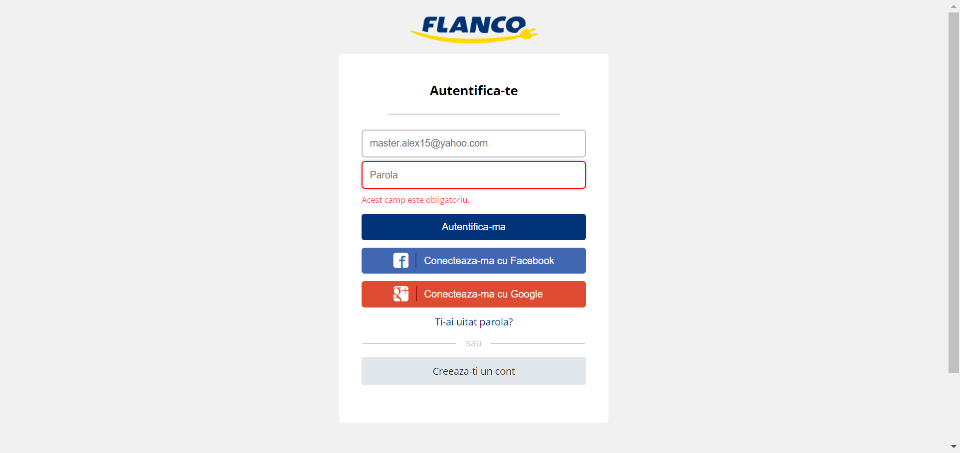 FLANCO
Autentifica-te
master.alex15@yahoo.com
Parola
Acest camp este obligatoriu.
Autentifica-ma
Conecteaza-ma cu Facebook
Conecteaza-ma cu Google
Ti-ai uitat parola?
sau
Creeaza-ti un cont